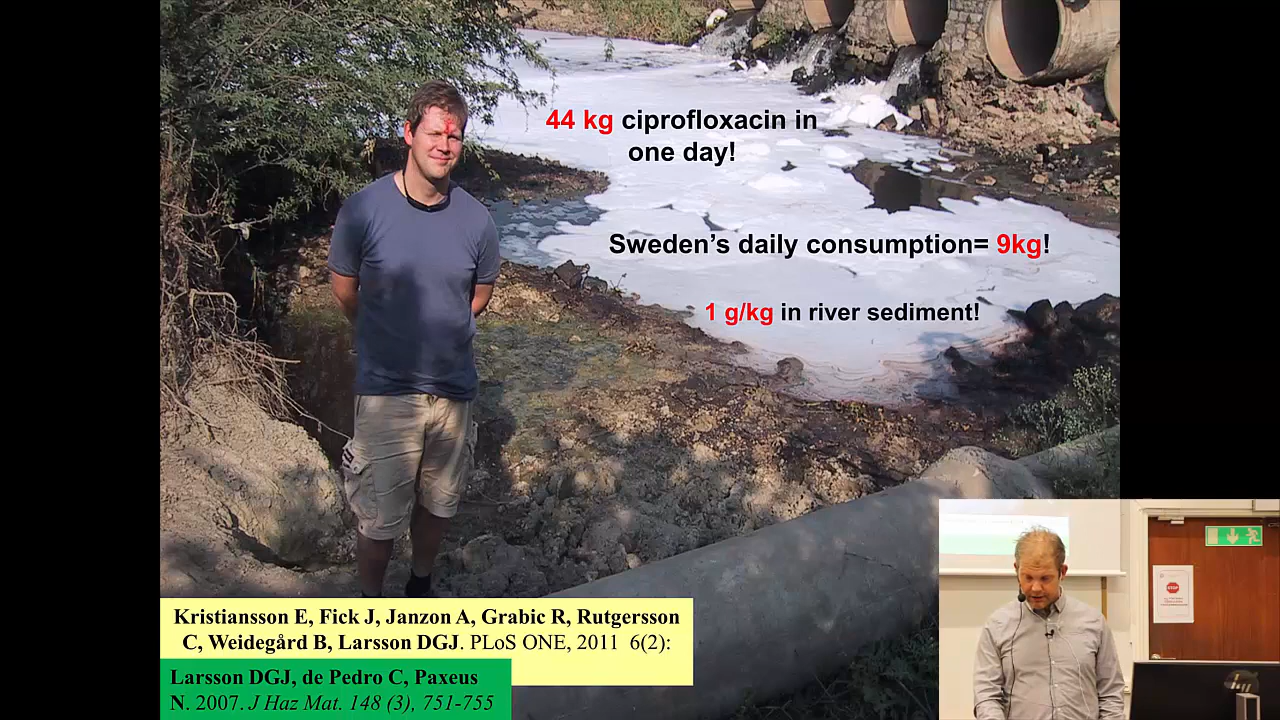 44 kg ciprofloxacin in
one day!
Sweden’s daily consumption= 9kg!
1 g/kg in river sediment!
Kristiansson E, Fick J, Janzon A, Grabic R, Rutgersson
C, Weidegård B, Larsson DGJ. PLoS ONE, 2011 6(2):
Larsson DGJ, de Pedro C, Paxeus
N. 2007. J Haz Mat. 148 (3), 751-755
STOP